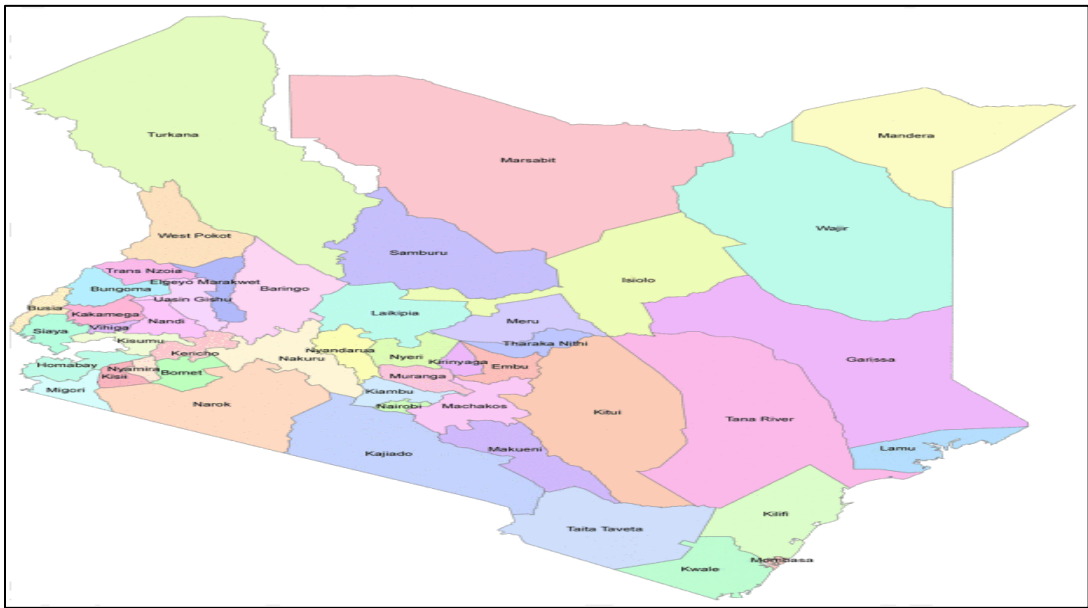 Turkana
Mandera
Marsabit
Wajir
West Pokot
Samburu
Trans Nzoia
Isiolo
Elgeyo Marakwet
Bungoma
Baringo
Uasin Gishu
Busia
Kakamega
Laikipia
Nandi
Meru
Vihiga
Siaya
Kisumu
Tharaka Nithi
Nyandarua
Kericho
Nyeri
Nakuru
Garissa
Kirinyaga
Homabay
Embu
Nyamira
Bomet
Muranga
Kisii
Migori
Kiambu
Narok
Nairobi
Machakos
Kitui
Tana River
Lamu
Makueni
Kajiado
Kilifi
Taita Taveta
Mombasa
Kwale